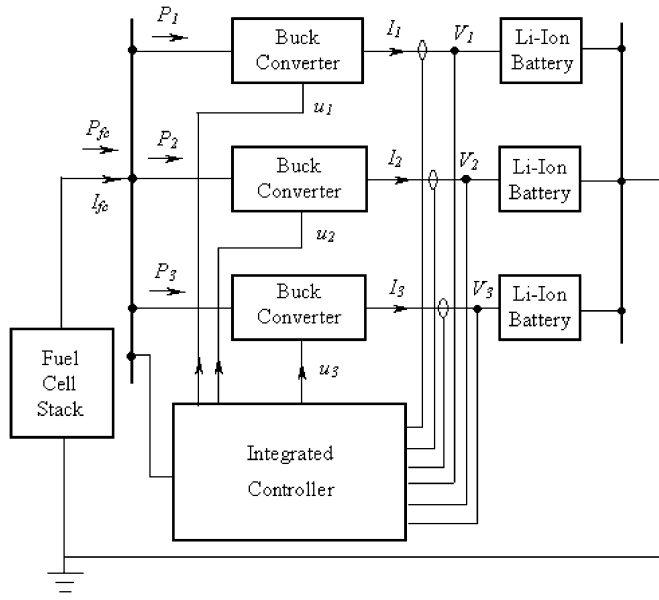 P1
Buck
Converter
I1
V1
Li-Ion
Battery
u1
Pfc
P2
Buck
Converter
I2
V2
Li-Ion
Battery
Ifc
u2
P3
Buck
Converter
I3
V3
Li-Ion
Battery
Fuel
Cell
Stack
u3
Integrated
Controller